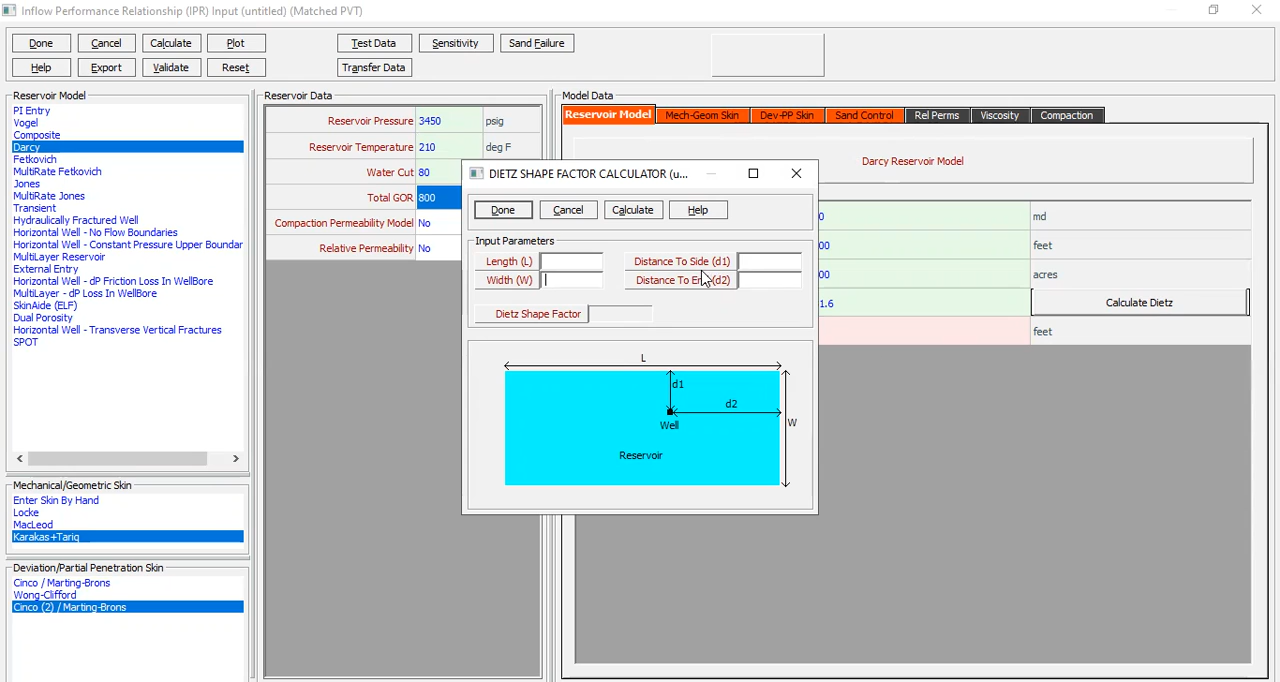 Inflow Performance Relationship (IPR) Input (untitled) (Matched PVT)
Done Cancel Calculate Plot Test Data Sensitivity Sand Failure
Help Export Validate Reset Transfer Data
Reservoir Model
PI Entry
Vogel
Composite
Darcy
Fetkovich
MultiRate Fetkovich
Jones
MultiRate Jones
Transient
Hydraulically Fractured Well
Horizontal Well - No Flow Boundaries
Horizontal Well - Constant Pressure Upper Boundar
MultiLayer Reservoir
External Entry
Horizontal Well - dP Friction Loss In WellBore
MultiLayer - dP Loss In WellBore
SkinAide (ELF)
Dual Porosity
Horizontal Well - Transverse Vertical Fractures
SPOT
Mechanical/Geometric Skin
Enter Skin By Hand
Locke
MacLeod
Karakas+Tariq
Deviation/Partial Penetration Skin
Cinco / Marting-Brons
Wong-Clifford
Cinco (2) / Marting-Brons
Reservoir Data
Reservoir Pressure 3450 psig
Reservoir Temperature 210 deg F
Water Cut 80
Total GOR 800
Compaction Permeability Model No
Relative Permeability No
Model Data
Reservoir Model Mech-Geom Skin Dev-PP Skin Sand Control Rel Perms Viscosity Compaction
Darcy Reservoir Model
0 md
00 feet
00 acres
1.6 Calculate Dietz
feet
DIETZ SHAPE FACTOR CALCULATOR (u...
Done Cancel Calculate Help
Input Parameters
Length (L) Distance To Side (d1)
Width (W) Distance To En (d2)
Dietz Shape Factor
L
d1
d2
W
Well
Reservoir